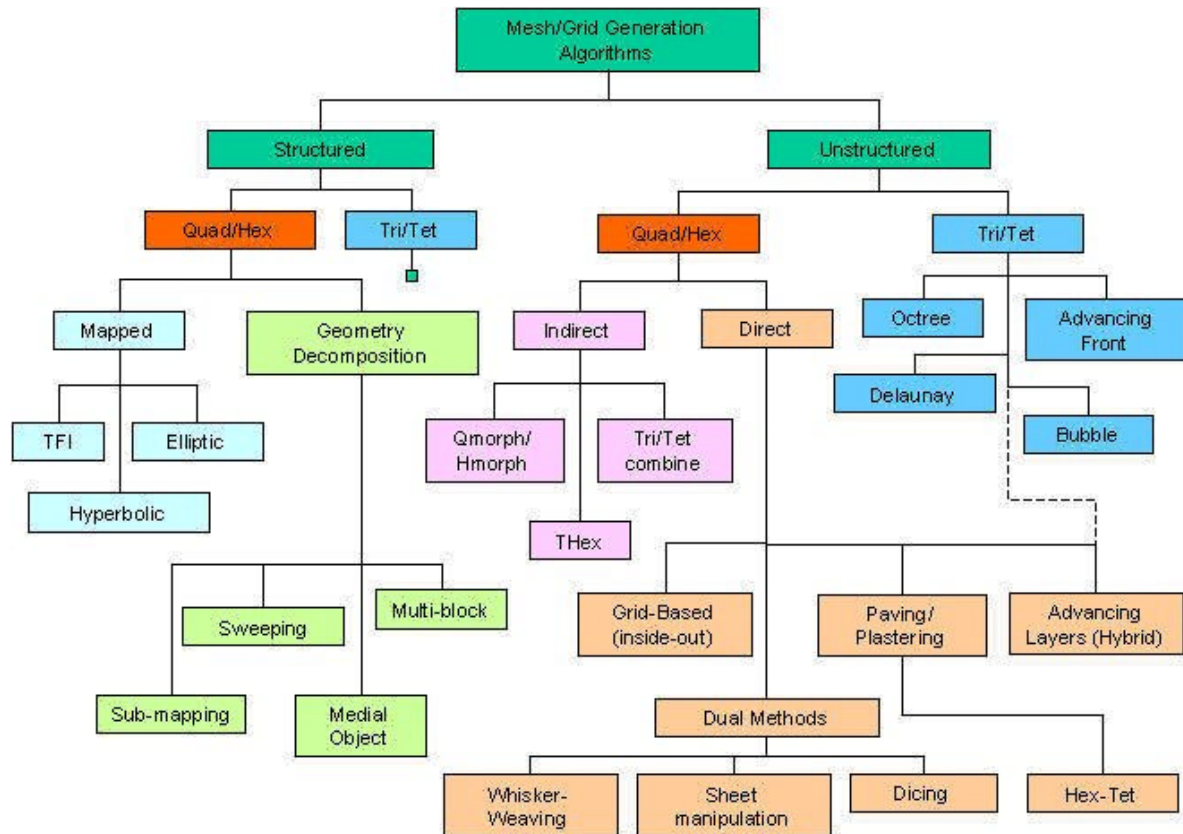 Mesh/Grid Generation
Algorithms
Structured
Unstructured
Quad/Hex
Tri/Tet
Quad/Hex
Tri/Tet
Mapped
Geometry
Decomposition
Indirect
Direct
Octree
Advancing
Front
Delaunay
Bubble
TFI
Elliptic
Hyperbolic
Qmorph/
Hmorph
Tri/Tet
combine
THex
Sub-mapping
Sweeping
Medial
Object
Multi-block
Grid-Based
(inside-out)
Paving/
Plastering
Advancing
Layers (Hybrid)
Dual Methods
Whisker-
Weaving
Sheet
manipulation
Dicing
Hex-Tet